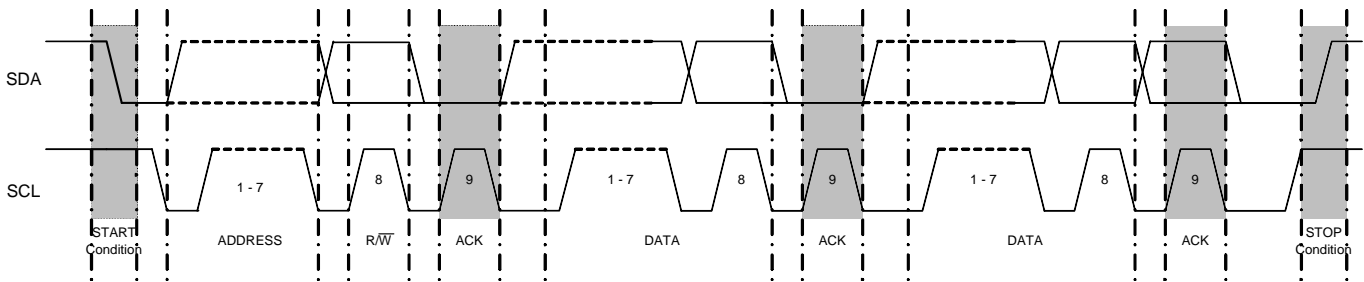 SDA
SCL
1 - 7
8
9
1 - 7
8
9
1 - 7
8
9
START
Condition
ADDRESS
R/W̅
ACK
DATA
ACK
DATA
ACK
STOP
Condition